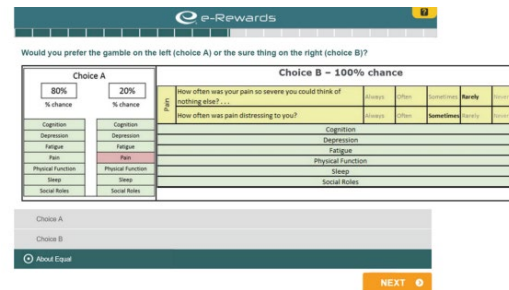 e-Rewards
?
Would you prefer the gamble on the left (choice A) or the sure thing on the right (choice B)?
Choice A
80%
20%
% chance
% chance
Cognition
Cognition
Depression
Depression
Fatigue
Fatigue
Pain
Pain
Physical Function
Physical Function
Sleep
Sleep
Social Roles
Social Roles
Choice B – 100% chance
Pain
How often was your pain so severe you could think of
nothing else? . . .
Always Often Sometimes Rarely Never
How often was pain distressing to you?
Always Often Sometimes Rarely Never
Cognition
Depression
Fatigue
Physical Function
Sleep
Social Roles
Choice A
Choice B
About Equal
NEXT